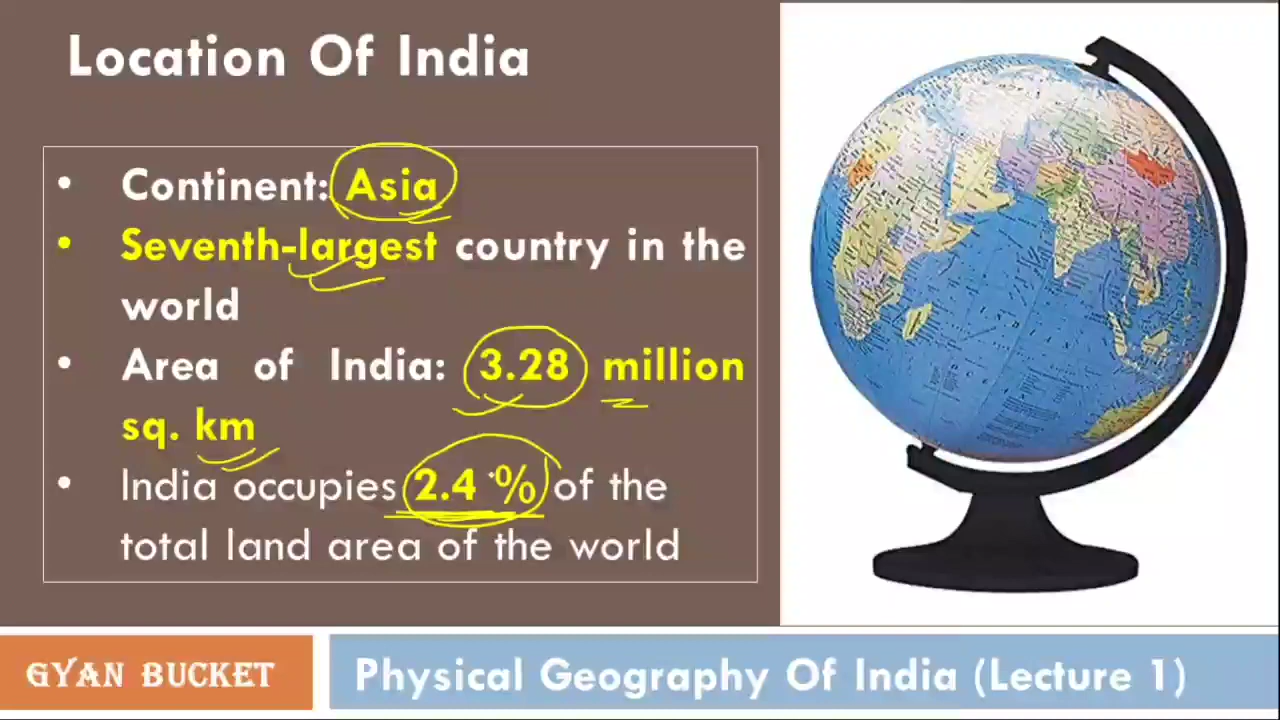 Location Of India
• Continent: Asia
• Seventh-largest country in the
world
• Area of India: 3.28 million
sq. km
• India occupies 2.4 % of the
total land area of the world
GYAN BUCKET
Physical Geography Of India (Lecture 1)